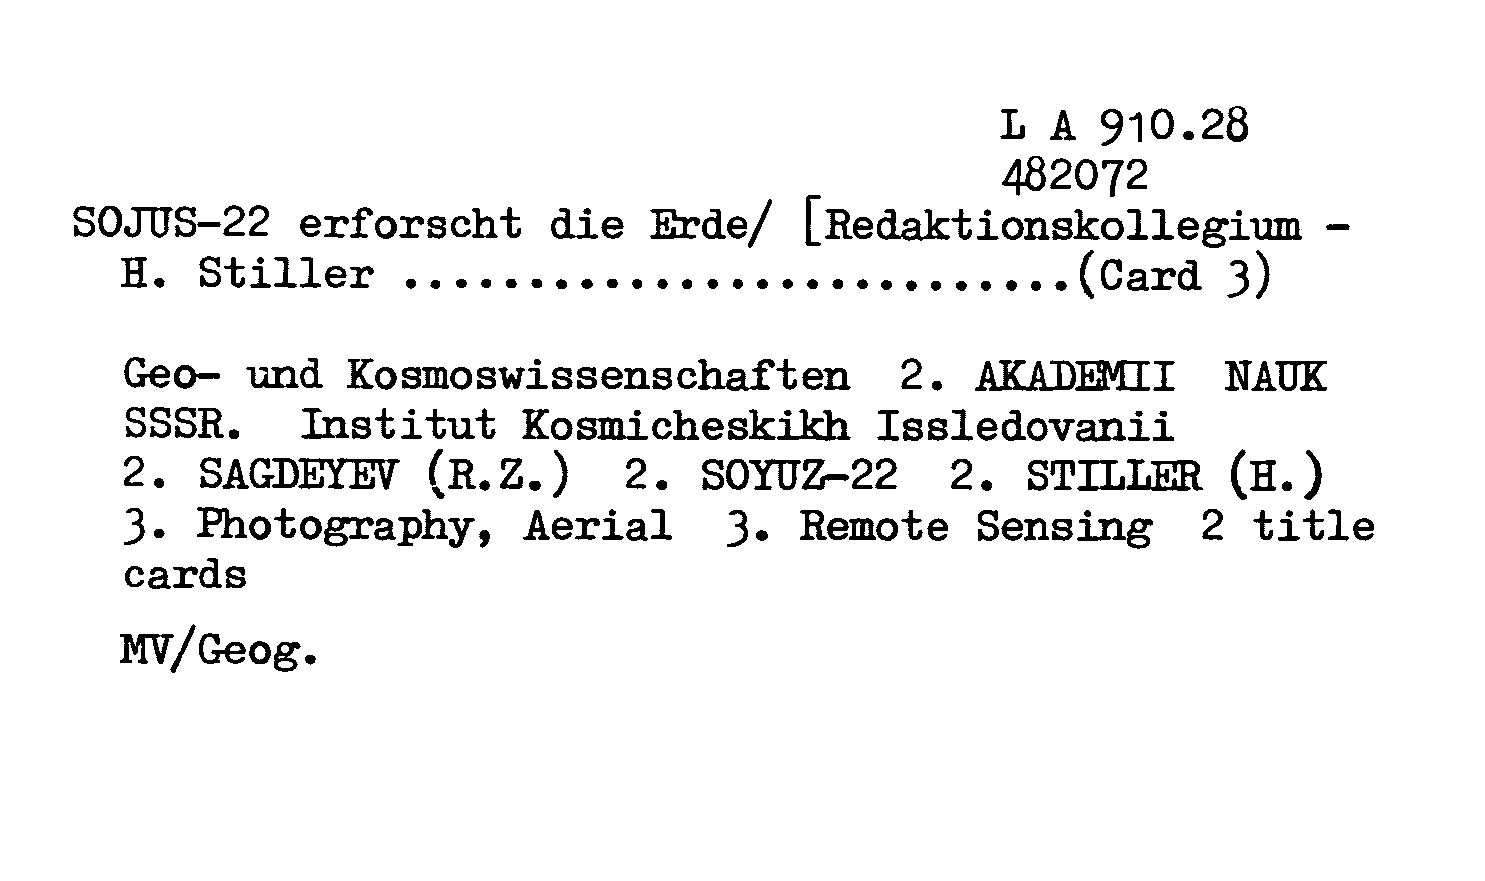 L A 910.28
482072
SOJUS-22 erforscht die Erde/ [Redaktionskollegium -
H. Stiller ...........................(Card 3)
Geo- und Kosmoswissenschaften 2. AKADEMII NAUK
SSSR. Institut Kosmicheskikh Issledovanii
2. SAGDEYEV (R.Z.) 2. SOYUZ-22 2. STILLER (H.)
3. Photography, Aerial 3. Remote Sensing 2 title
cards
MV/Geog.